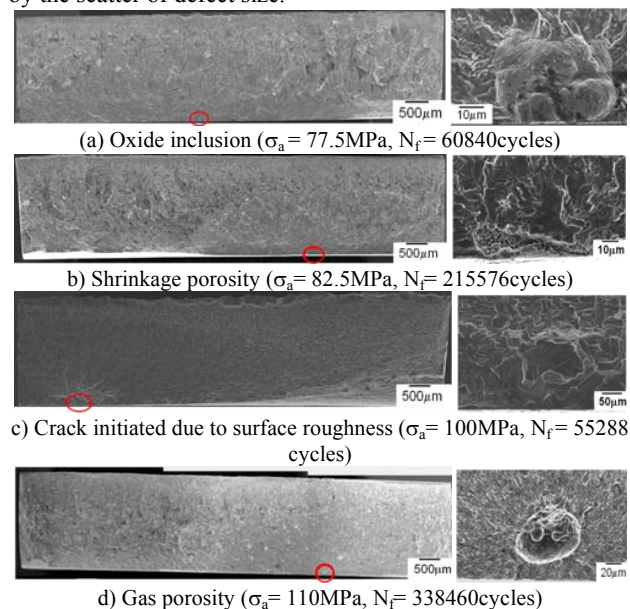 by the scatter of defect size.
500μm
10μm
(a) Oxide inclusion (σa = 77.5MPa, Nf = 60840cycles)
500μm
10μm
b) Shrinkage porosity (σa = 82.5MPa, Nf= 215576cycles)
500μm
50μm
c) Crack initiated due to surface roughness (σa = 100MPa, Nf = 55288
cycles)
500μm
20μm
d) Gas porosity (σa = 110MPa, Nf = 338460cycles)